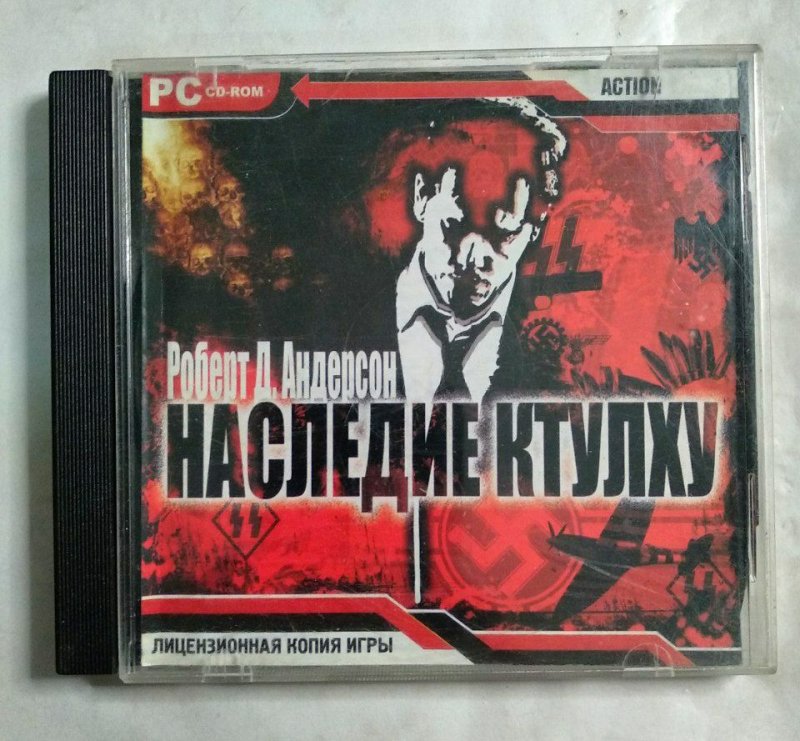 PC CD-ROM
ACTION
Роберт Д. Андерсон
НАСЛЕДИЕ КТУЛХУ
ЛИЦЕНЗИОННАЯ КОПИЯ ИГРЫ